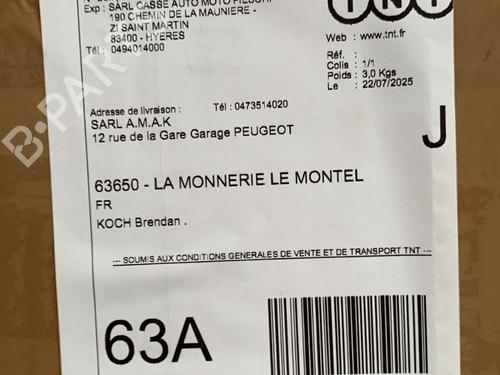 Exp : SARL CASSE AUTO MOTO
190 CHEMIN DE LA MAUNIERE -
ZI SAINT MARTIN
83400 - HYERES
Tél : 0494014000
TNT
Web : www.tnt.fr
Réf. :
Colis : 1/1
Poids : 3,0 Kgs
Le : 22/07/2025
Adresse de livraison : Tél : 0473514020
SARL A.M.A.K
12 rue de la Gare Garage PEUGEOT
J
63650 - LA MONNERIE LE MONTEL
FR
KOCH Brendan .
--- SOUMIS AUX CONDITIONS GENERALES DE VENTE ET DE TRANSPORT TNT ---
63A
B-PARTS